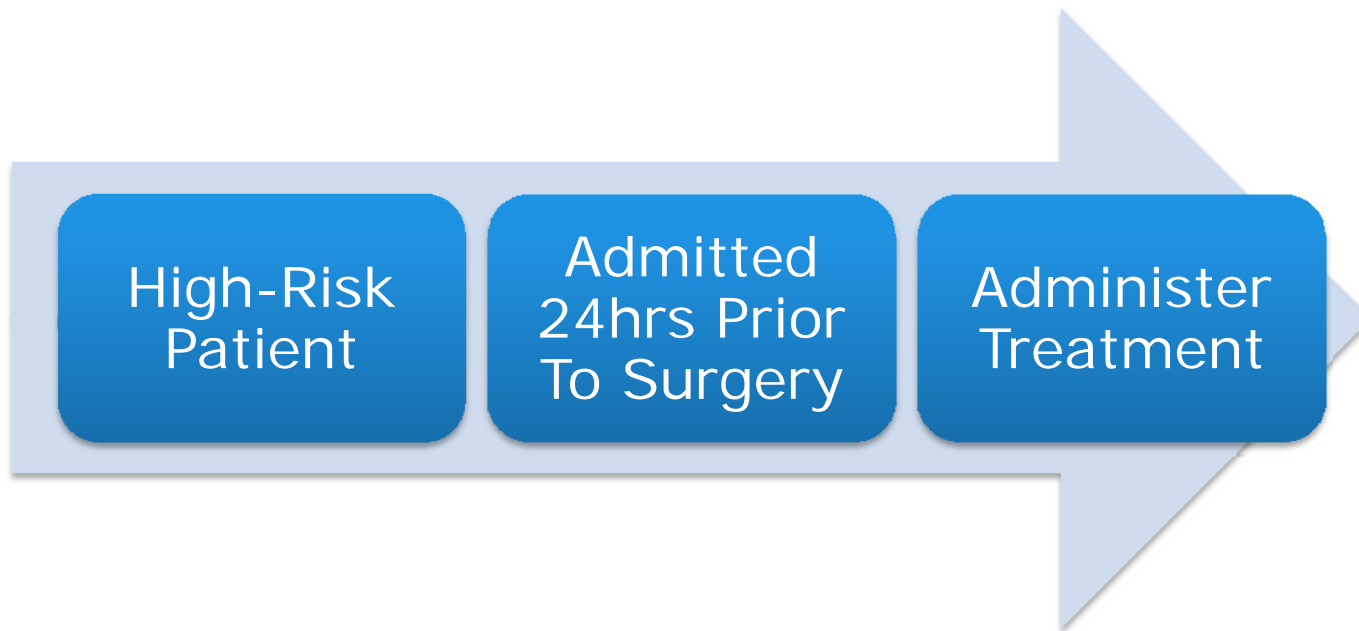 High-Risk
Patient
Admitted
24hrs Prior
To Surgery
Administer
Treatment